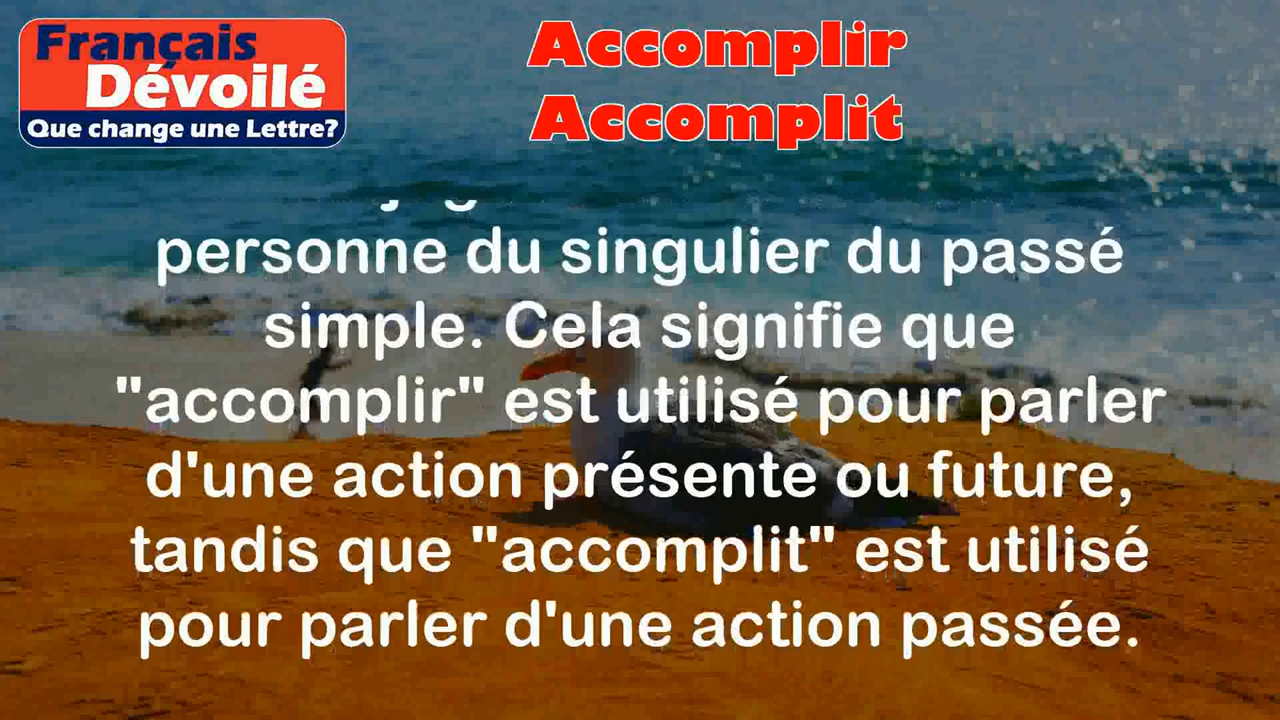 Français
Dévoilé
Que change une Lettre?
Accomplir
Accomplit
personne du singulier du passé
simple. Cela signifie que
"accomplir" est utilisé pour parler
d'une action présente ou future,
tandis que "accomplit" est utilisé
pour parler d'une action passée.